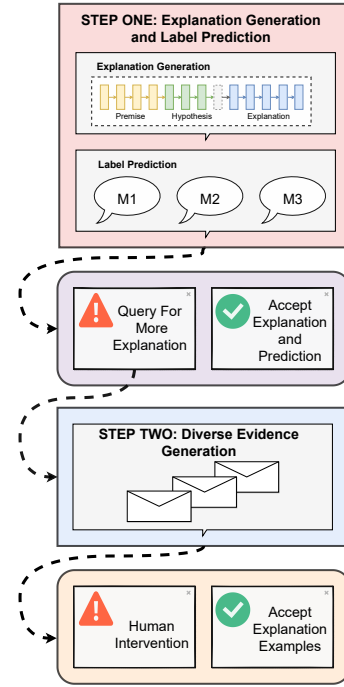 STEP ONE: Explanation Generation
and Label Prediction
Explanation Generation
Premise Hypothesis Explanation
Label Prediction
M1 M2 M3
Query For
More
Explanation
Accept
Explanation
and
Prediction
STEP TWO: Diverse Evidence
Generation
Human
Intervention
Accept
Explanation
Examples